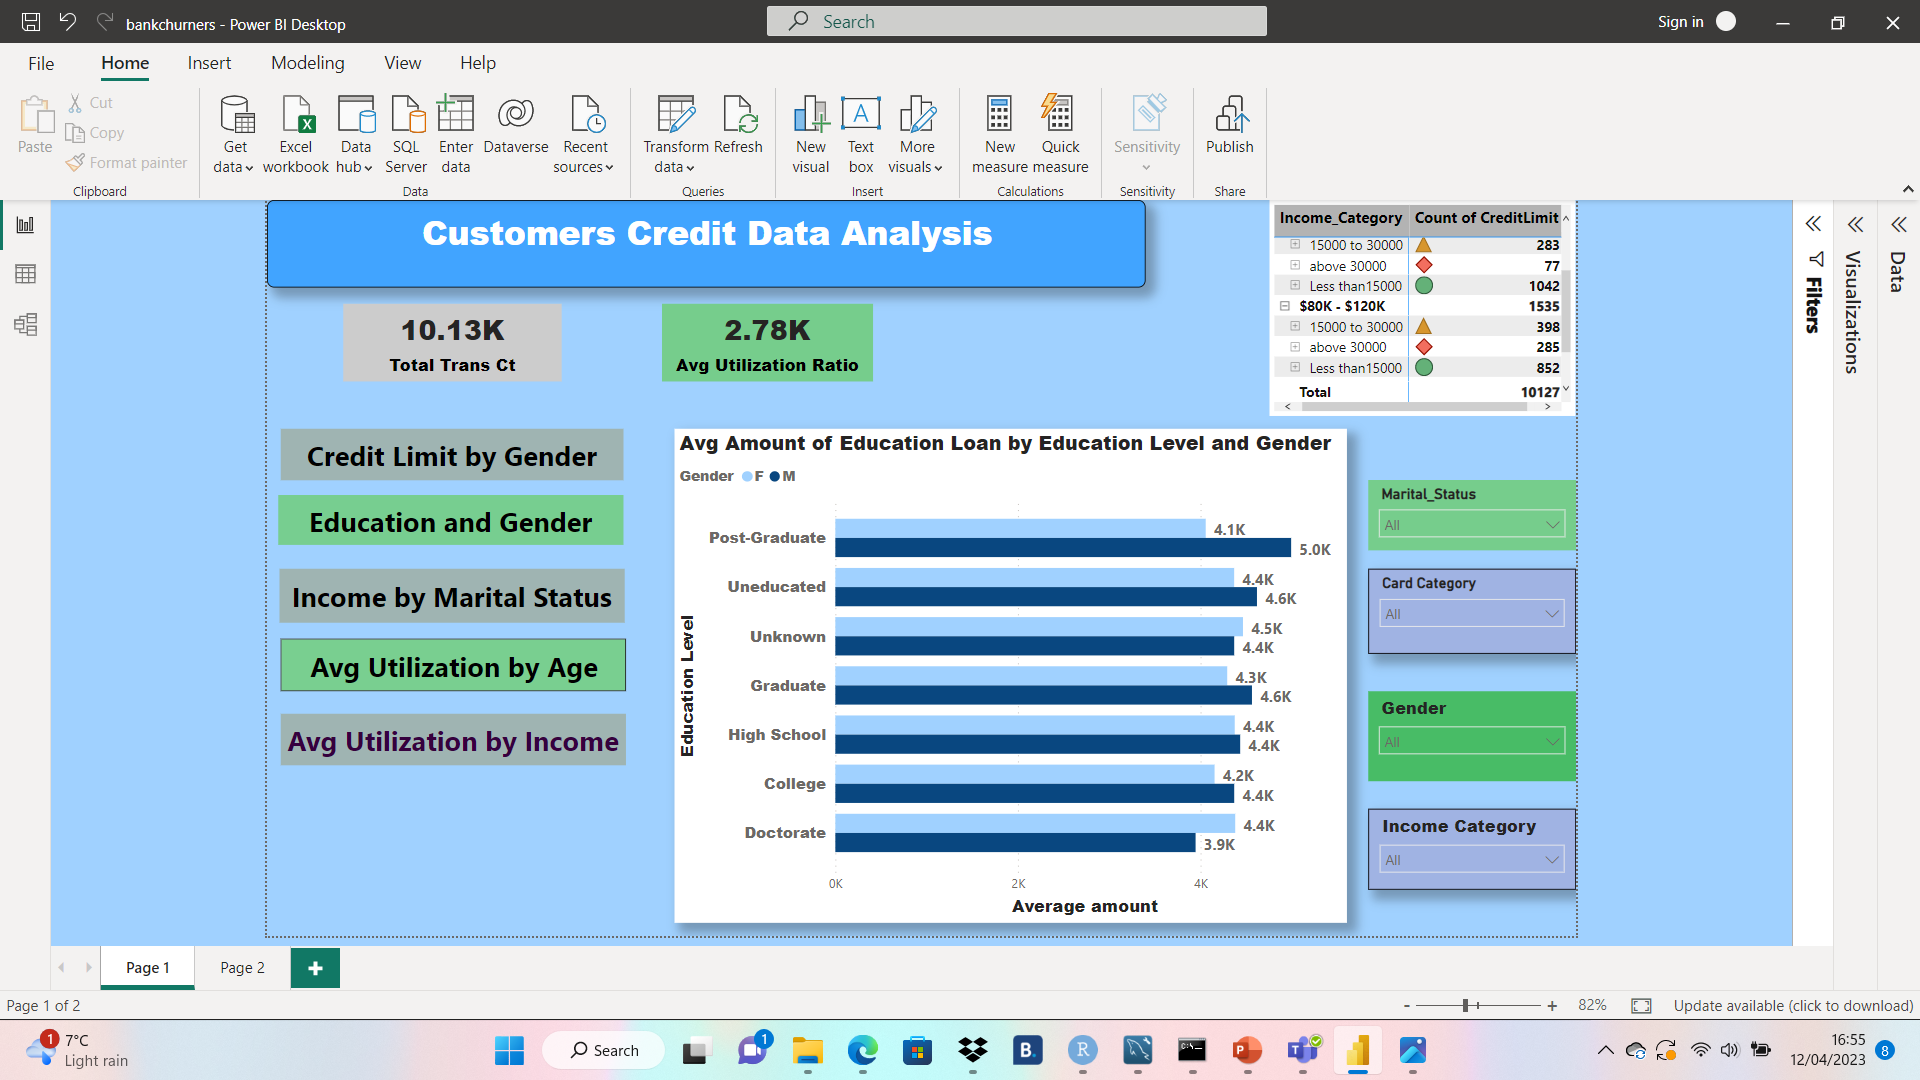 bankchurners - Power BI Desktop
Search
Sign in
File
Home
Insert
Modeling
View
Help
Paste
Cut
Copy
Format painter
Clipboard
Get data
Excel workbook
Data hub
SQL Server
Enter data
Dataverse
Recent sources
Data
Transform data
Refresh
Queries
New visual
Text box
More visuals
Insert
New measure
Quick measure
Calculations
Sensitivity
Sensitivity
Publish
Share
Customers Credit Data Analysis
10.13K
Total Trans Ct
2.78K
Avg Utilization Ratio
Income_Category Count of CreditLimit
15000 to 30000 283
above 30000 77
Less than15000 1042
$80K - $120K 1535
15000 to 30000 398
above 30000 285
Less than15000 852
Total 10127
Filters
Visualizations
Data
Credit Limit by Gender
Education and Gender
Income by Marital Status
Avg Utilization by Age
Avg Utilization by Income
Avg Amount of Education Loan by Education Level and Gender
Gender F M
Education Level
Post-Graduate 4.1K
5.0K
Uneducated 4.4K
4.6K
Unknown 4.5K
4.4K
Graduate 4.3K
4.6K
High School 4.4K
4.4K
College 4.2K
4.4K
Doctorate 4.4K
3.9K
0K 2K 4K
Average amount
Marital_Status
All
Card Category
All
Gender
All
Income Category
All
Page 1
Page 2
Page 1 of 2
82%
Update available (click to download)
1
7°C
Light rain
Search
1
B.
R
P
T
16:55
12/04/2023
8